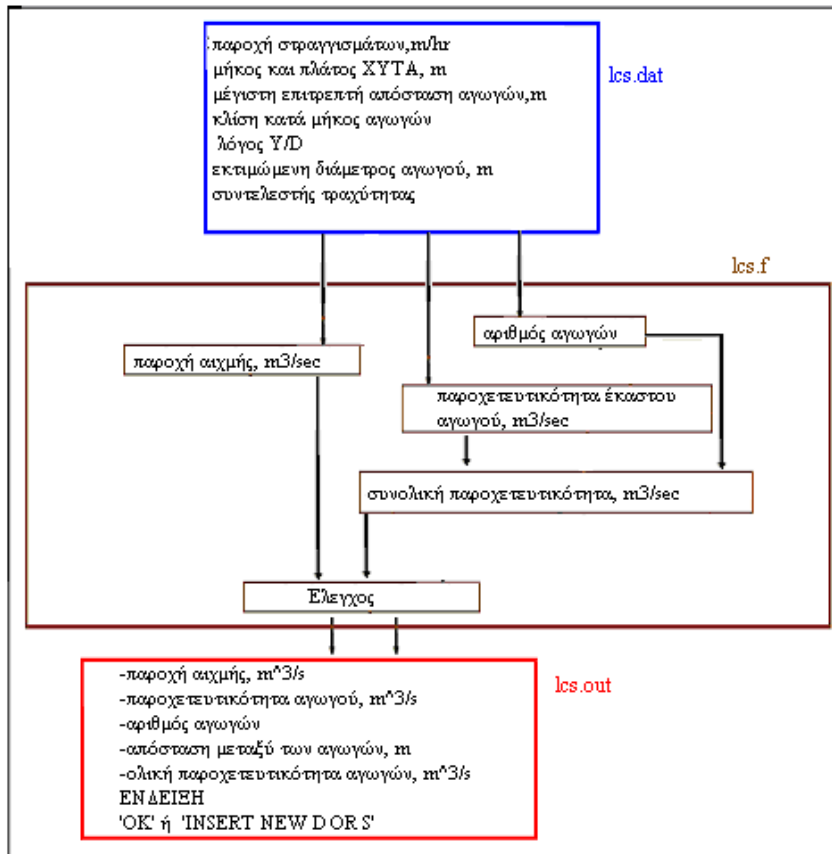 παροχή στραγγισμάτων,m/hr
μήκος και πλάτος ΧΥΤΑ, m
μέγιστη επιτρεπτή απόσταση αγωγών,m
κλίση κατά μήκος αγωγών
λόγος Y/D
εκτιμώμενη διάμετρος αγωγού, m
συντελεστής τραχύτητας
lcs.dat
lcs.f
αριθμός αγωγών
παροχή αιχμής, m3/sec
παροχετευτικότητα έκαστου
αγωγού, m3/sec
συνολική παροχετευτικότητα, m3/sec
Ελεγχος
lcs.out
-παροχή αιχμής, m^3/s
-παροχετευτικότητα αγωγού, m^3/s
-αριθμός αγωγών
-απόσταση μεταξύ των αγωγών, m
-ολική παροχετευτικότητα αγωγών, m^3/s
ΕΝΔΕΙΞΗ
'OK' ή 'INSERT NEW D OR S'